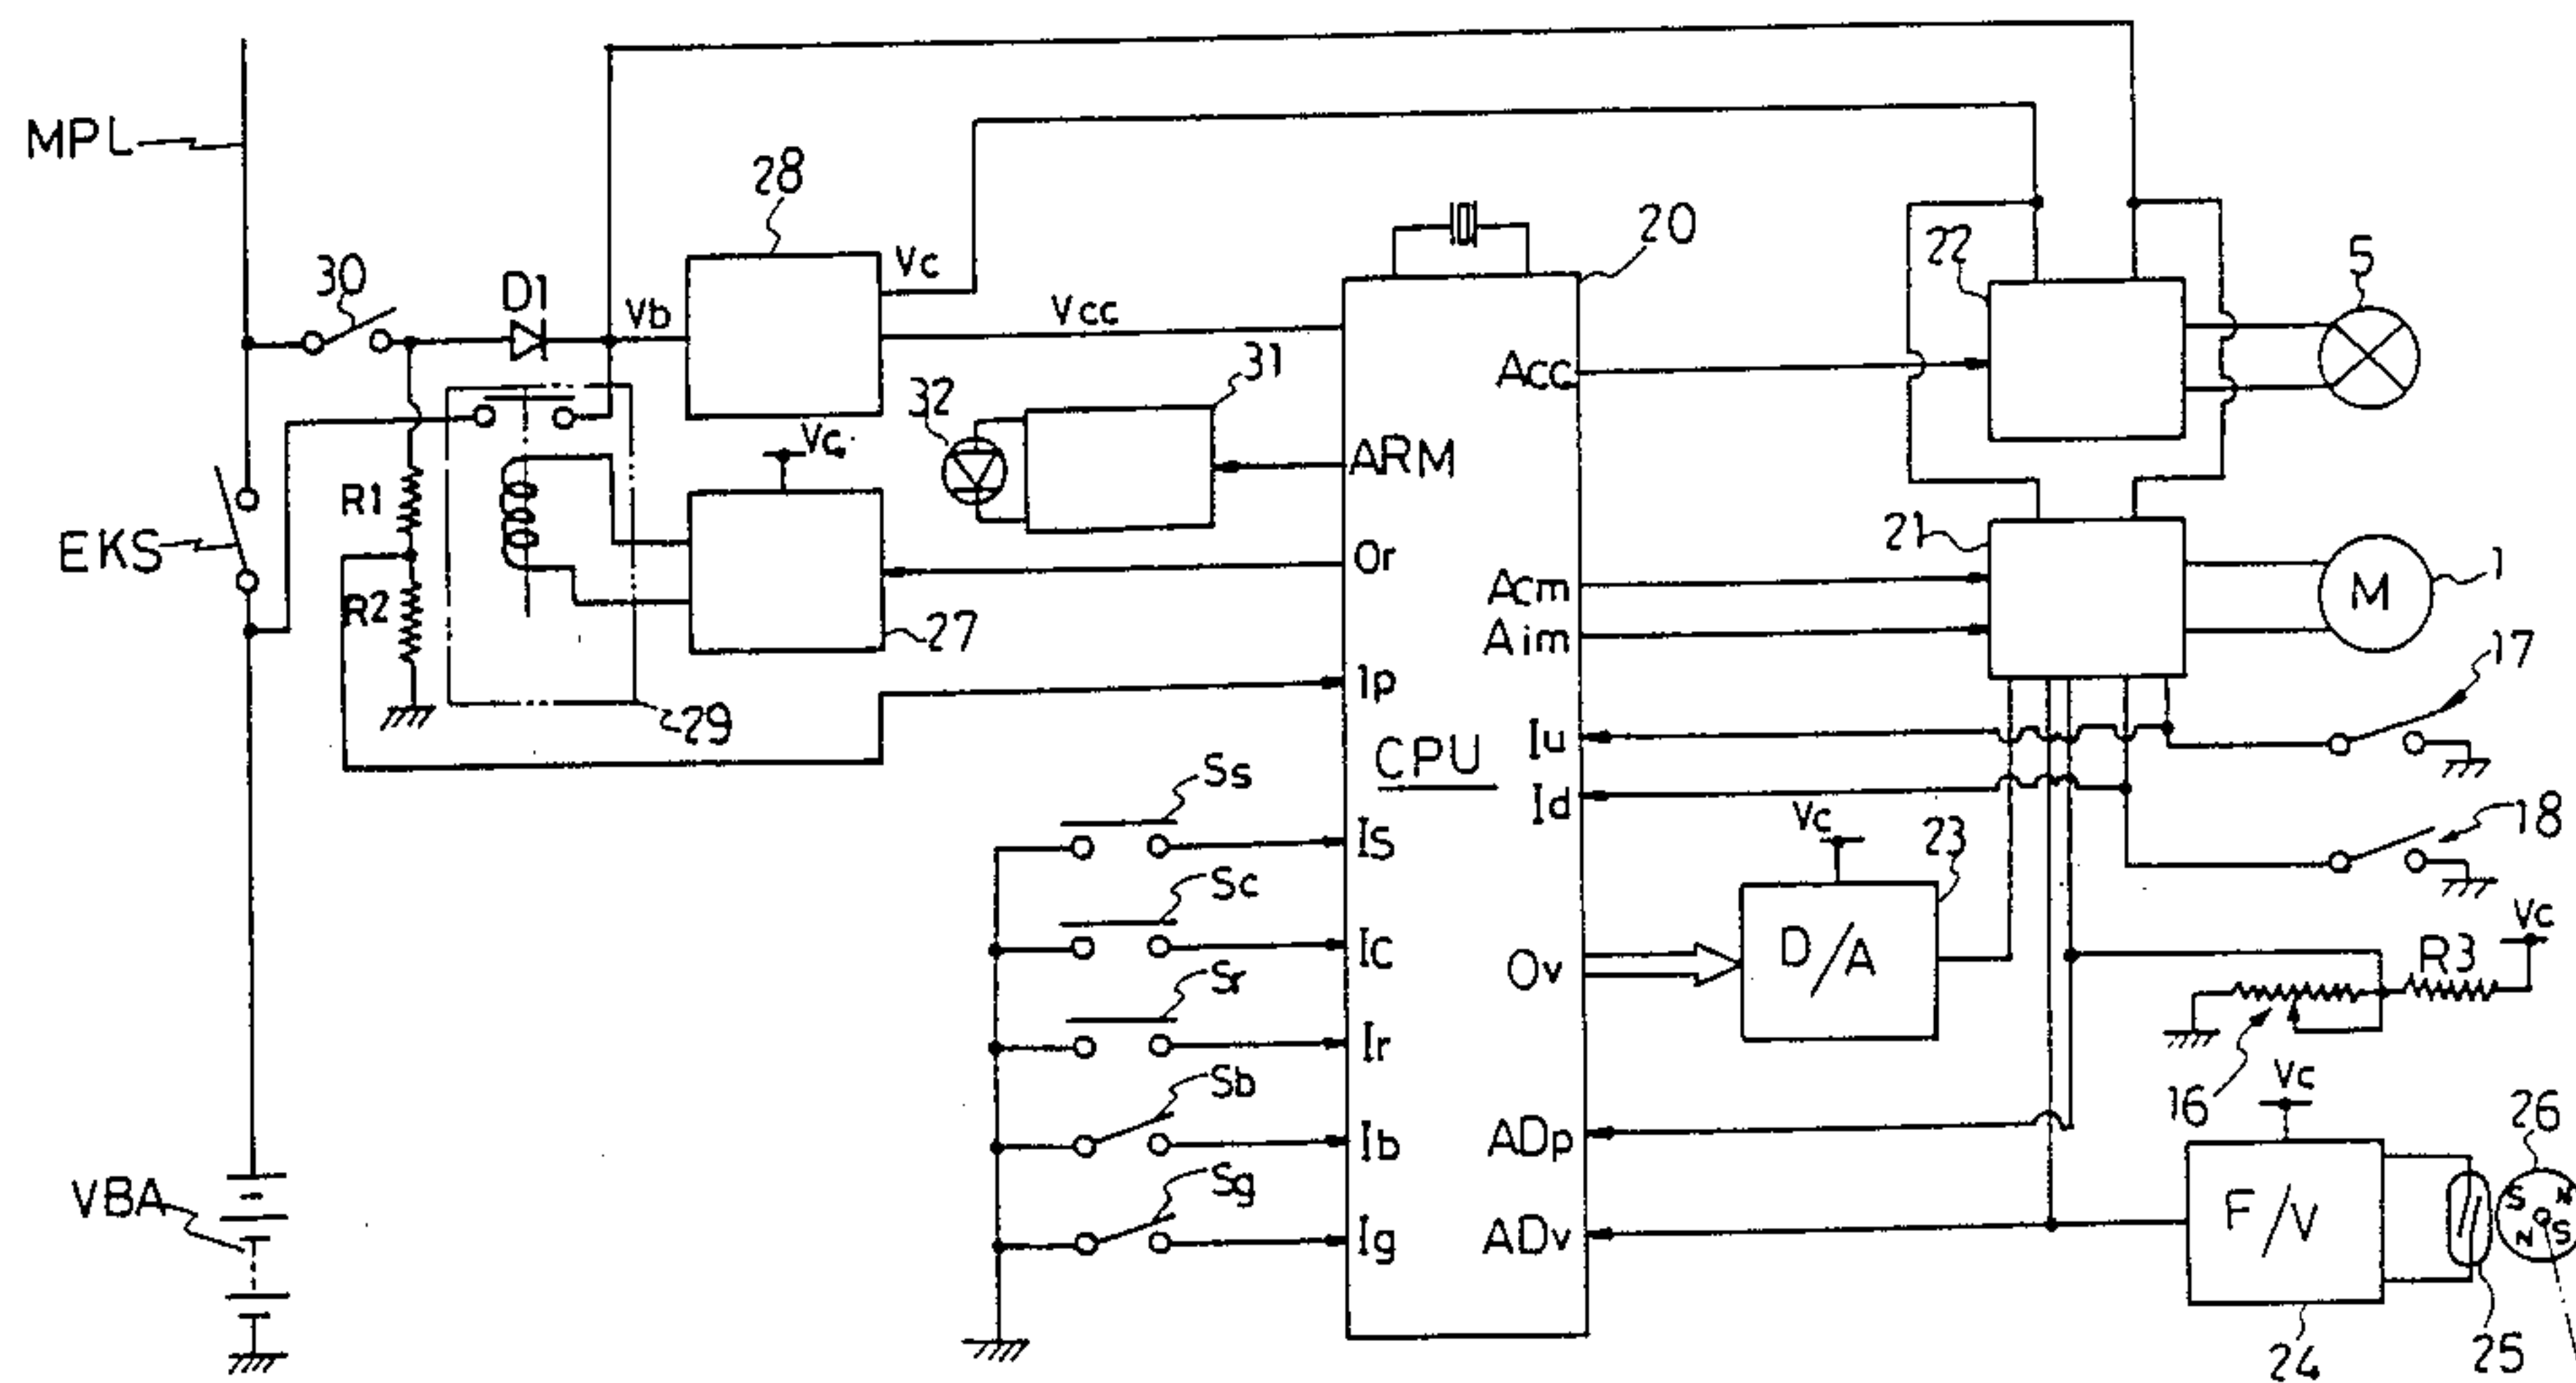 MPL
30
D1
Vb
28
Vc
Vcc
20
22
5
Acc
32
31
ARM
Vc
R1
EKS
R2
Or
27
29
Ip
21
Acm
Aim
M
1
17
Iu
CPU
Id
18
Ss
Is
Sc
Ic
Sr
Ir
Sb
Ib
Sg
Ig
Vc
23
Ov
D/A
Vc
R3
16
Vc
26
ADp
ADv
F/V
S
N
N
S
24
25
VBA